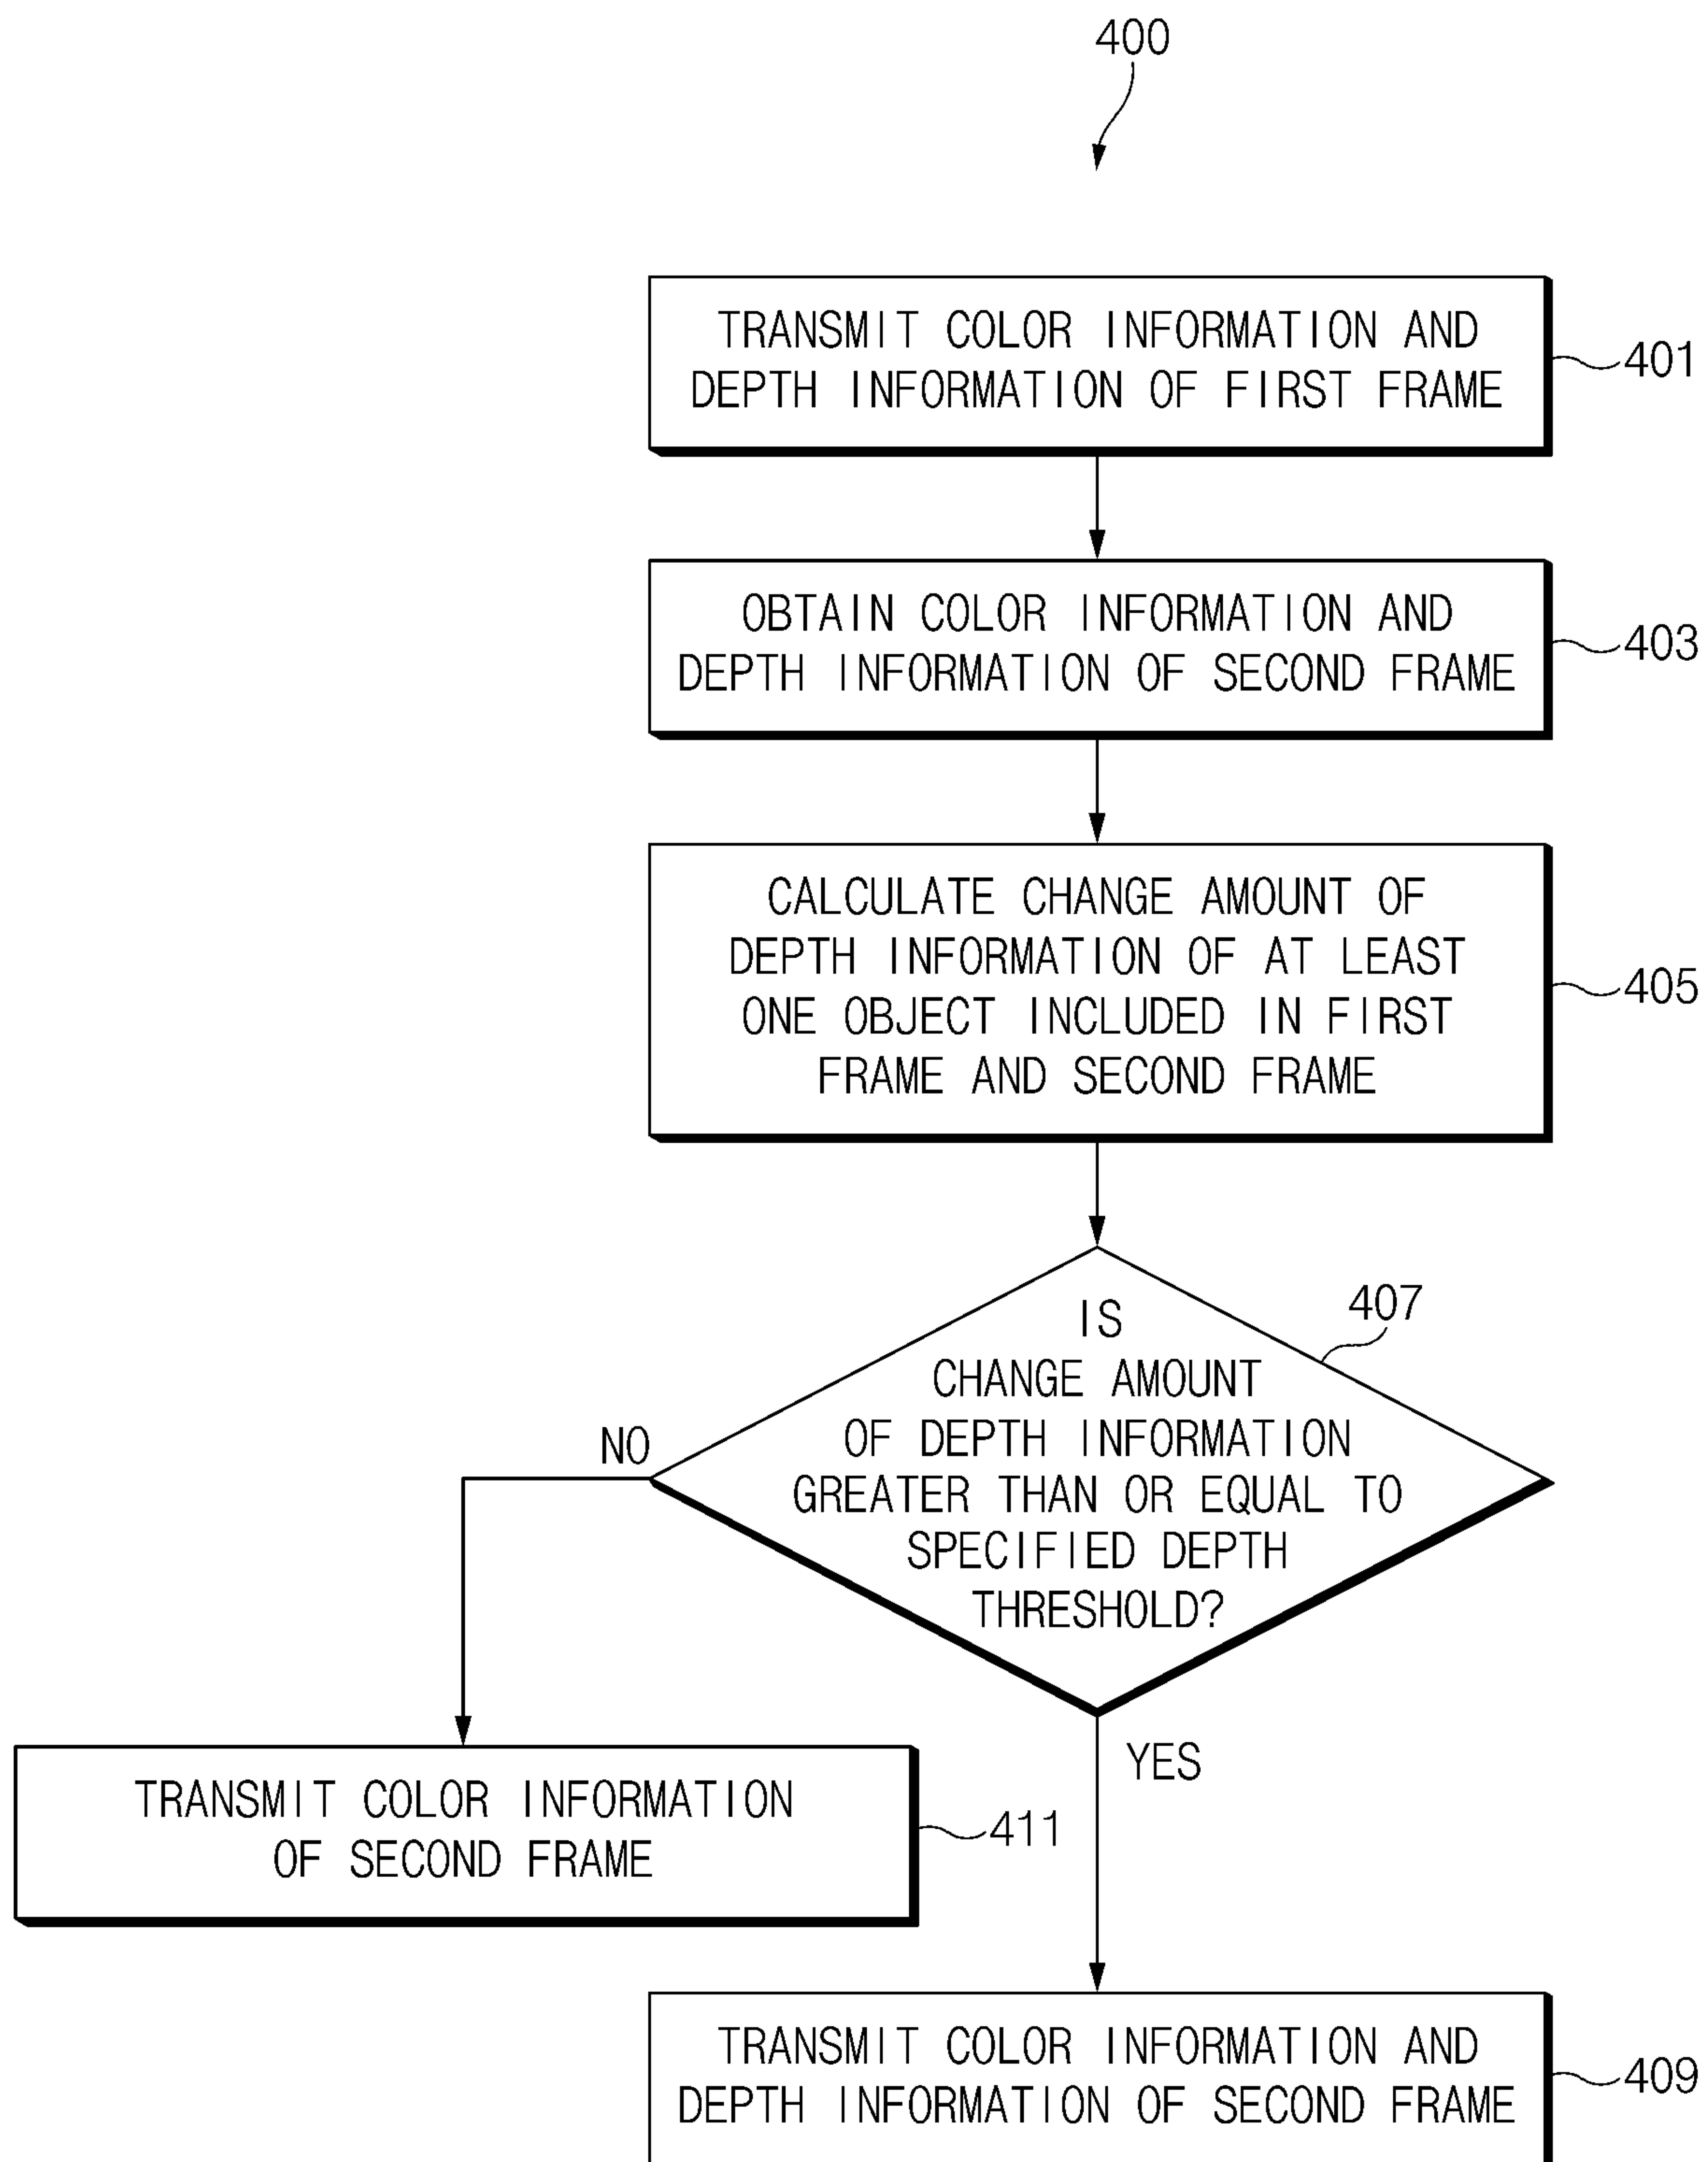 400
TRANSMIT COLOR INFORMATION AND
DEPTH INFORMATION OF FIRST FRAME
401
OBTAIN COLOR INFORMATION AND
DEPTH INFORMATION OF SECOND FRAME
403
CALCULATE CHANGE AMOUNT OF
DEPTH INFORMATION OF AT LEAST
ONE OBJECT INCLUDED IN FIRST
FRAME AND SECOND FRAME
405
IS
CHANGE AMOUNT
OF DEPTH INFORMATION
GREATER THAN OR EQUAL TO
SPECIFIED DEPTH
THRESHOLD?
407
NO
YES
TRANSMIT COLOR INFORMATION
OF SECOND FRAME
411
TRANSMIT COLOR INFORMATION AND
DEPTH INFORMATION OF SECOND FRAME
409